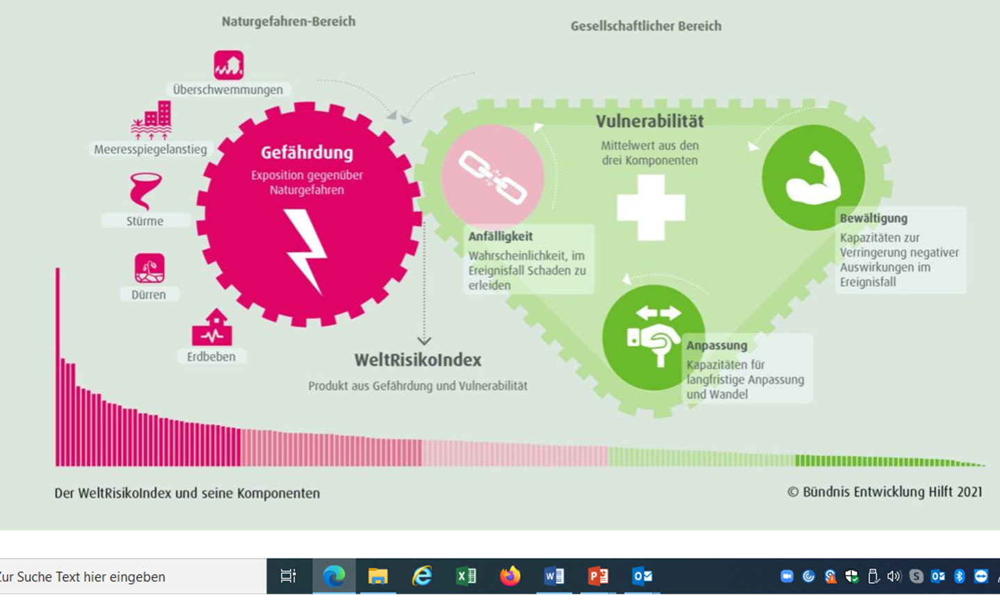 Naturgefahren-Bereich
Gesellschaftlicher Bereich
Überschwemmungen
Meeresspiegelanstieg
Stürme
Dürren
Erdbeben
Gefährdung
Exposition gegenüber
Naturgefahren
Vulnerabilität
Mittelwert aus den
drei Komponenten
Anfälligkeit
Wahrscheinlichkeit, im
Ereignisfall Schaden zu
erleiden
Bewältigung
Kapazitäten zur
Verringerung negativer
Auswirkungen im
Ereignisfall
Anpassung
Kapazitäten für
langfristige Anpassung
und Wandel
WeltRisikoIndex
Produkt aus Gefährdung und Vulnerabilität
Der WeltRisikoIndex und seine Komponenten
© Bündnis Entwicklung Hilft 2021
Zur Suche Text hier eingeben